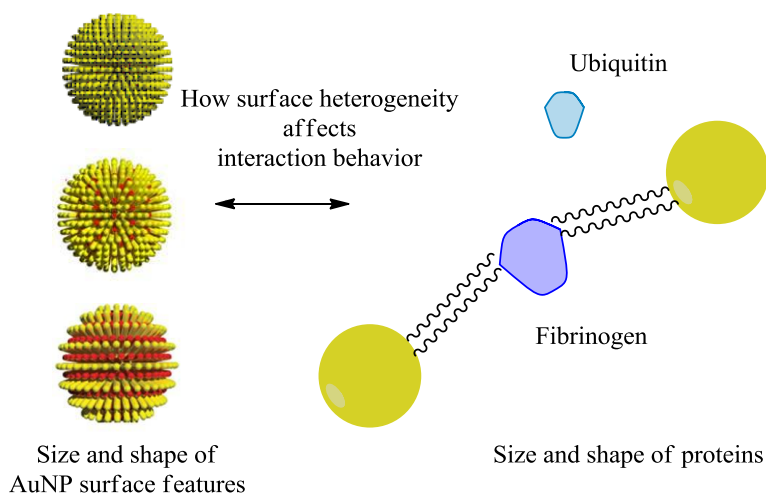 How surface heterogeneity
affects
interaction behavior
Ubiquitin
Fibrinogen
Size and shape of
AuNP surface features
Size and shape of proteins